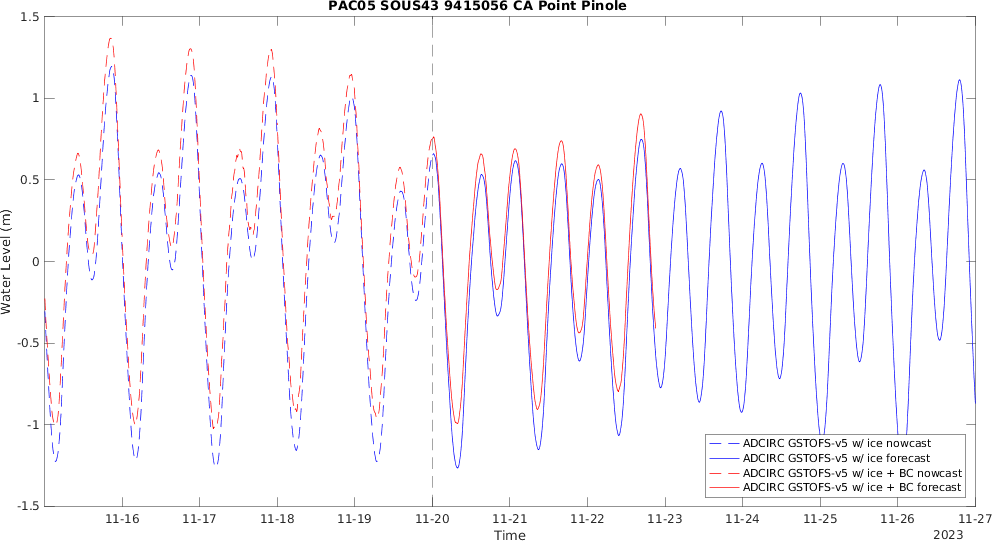 PAC05 SOUS43 9415056 CA Point Pinole
1.5
1
0.5
0
-0.5
-1
-1.5
Water Level (m)
ADCIRC GSTOFS-v5 w/ ice nowcast
ADCIRC GSTOFS-v5 w/ ice forecast
ADCIRC GSTOFS-v5 w/ ice + BC nowcast
ADCIRC GSTOFS-v5 w/ ice + BC forecast
11-16 11-17 11-18 11-19 11-20 11-21 11-22 11-23 11-24 11-25 11-26 11-27
Time
2023